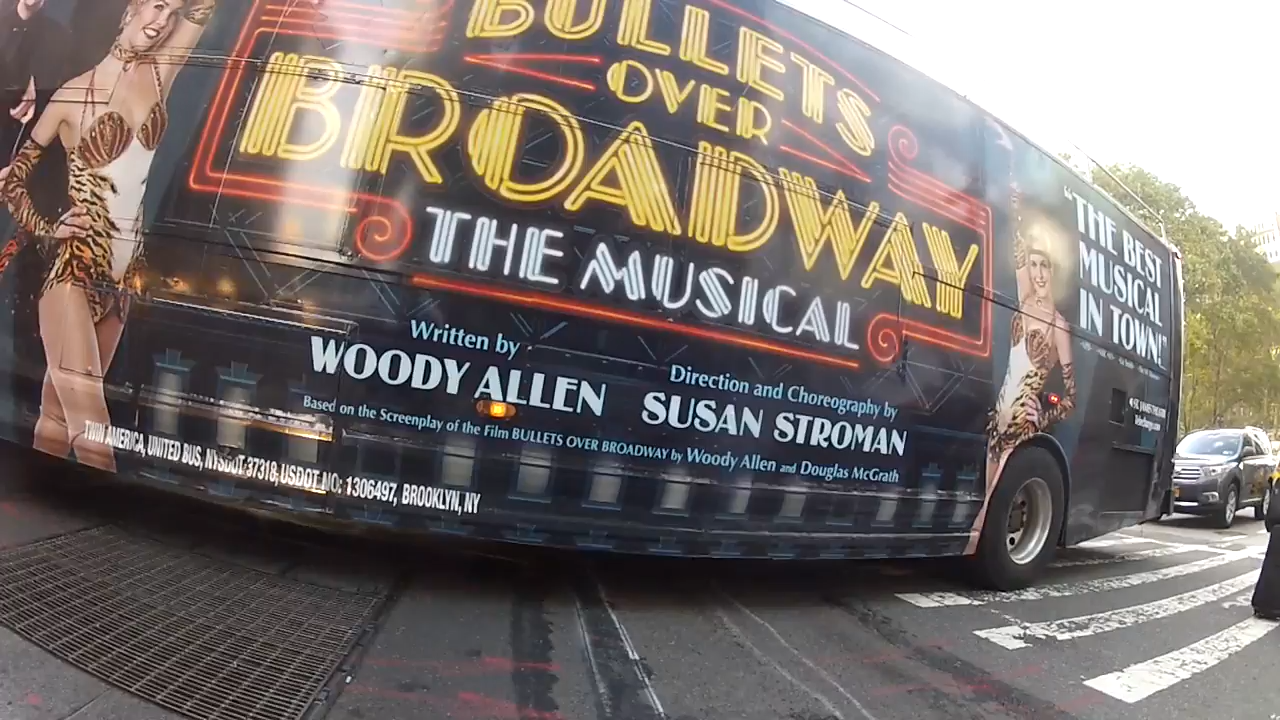 BULLETS
OVER
BROADWAY
THE MUSICAL
Written by
WOODY ALLEN
Direction and Choreography by
SUSAN STROMAN
Based on the Screenplay of the Film BULLETS OVER BROADWAY by Woody Allen and Douglas McGrath
TWIN AMERICA, UNITED BUS, NYSDOT 37318, USDOT NO: 1306497, BROOKLYN, NY
"THE BEST
MUSICAL
IN TOWN!"